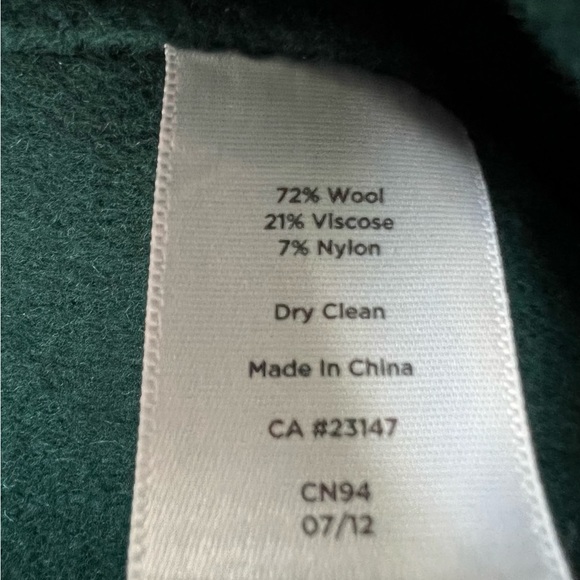 72% Wool
21% Viscose
7% Nylon
Dry Clean
Made In China
CA #23147
CN94
07/12